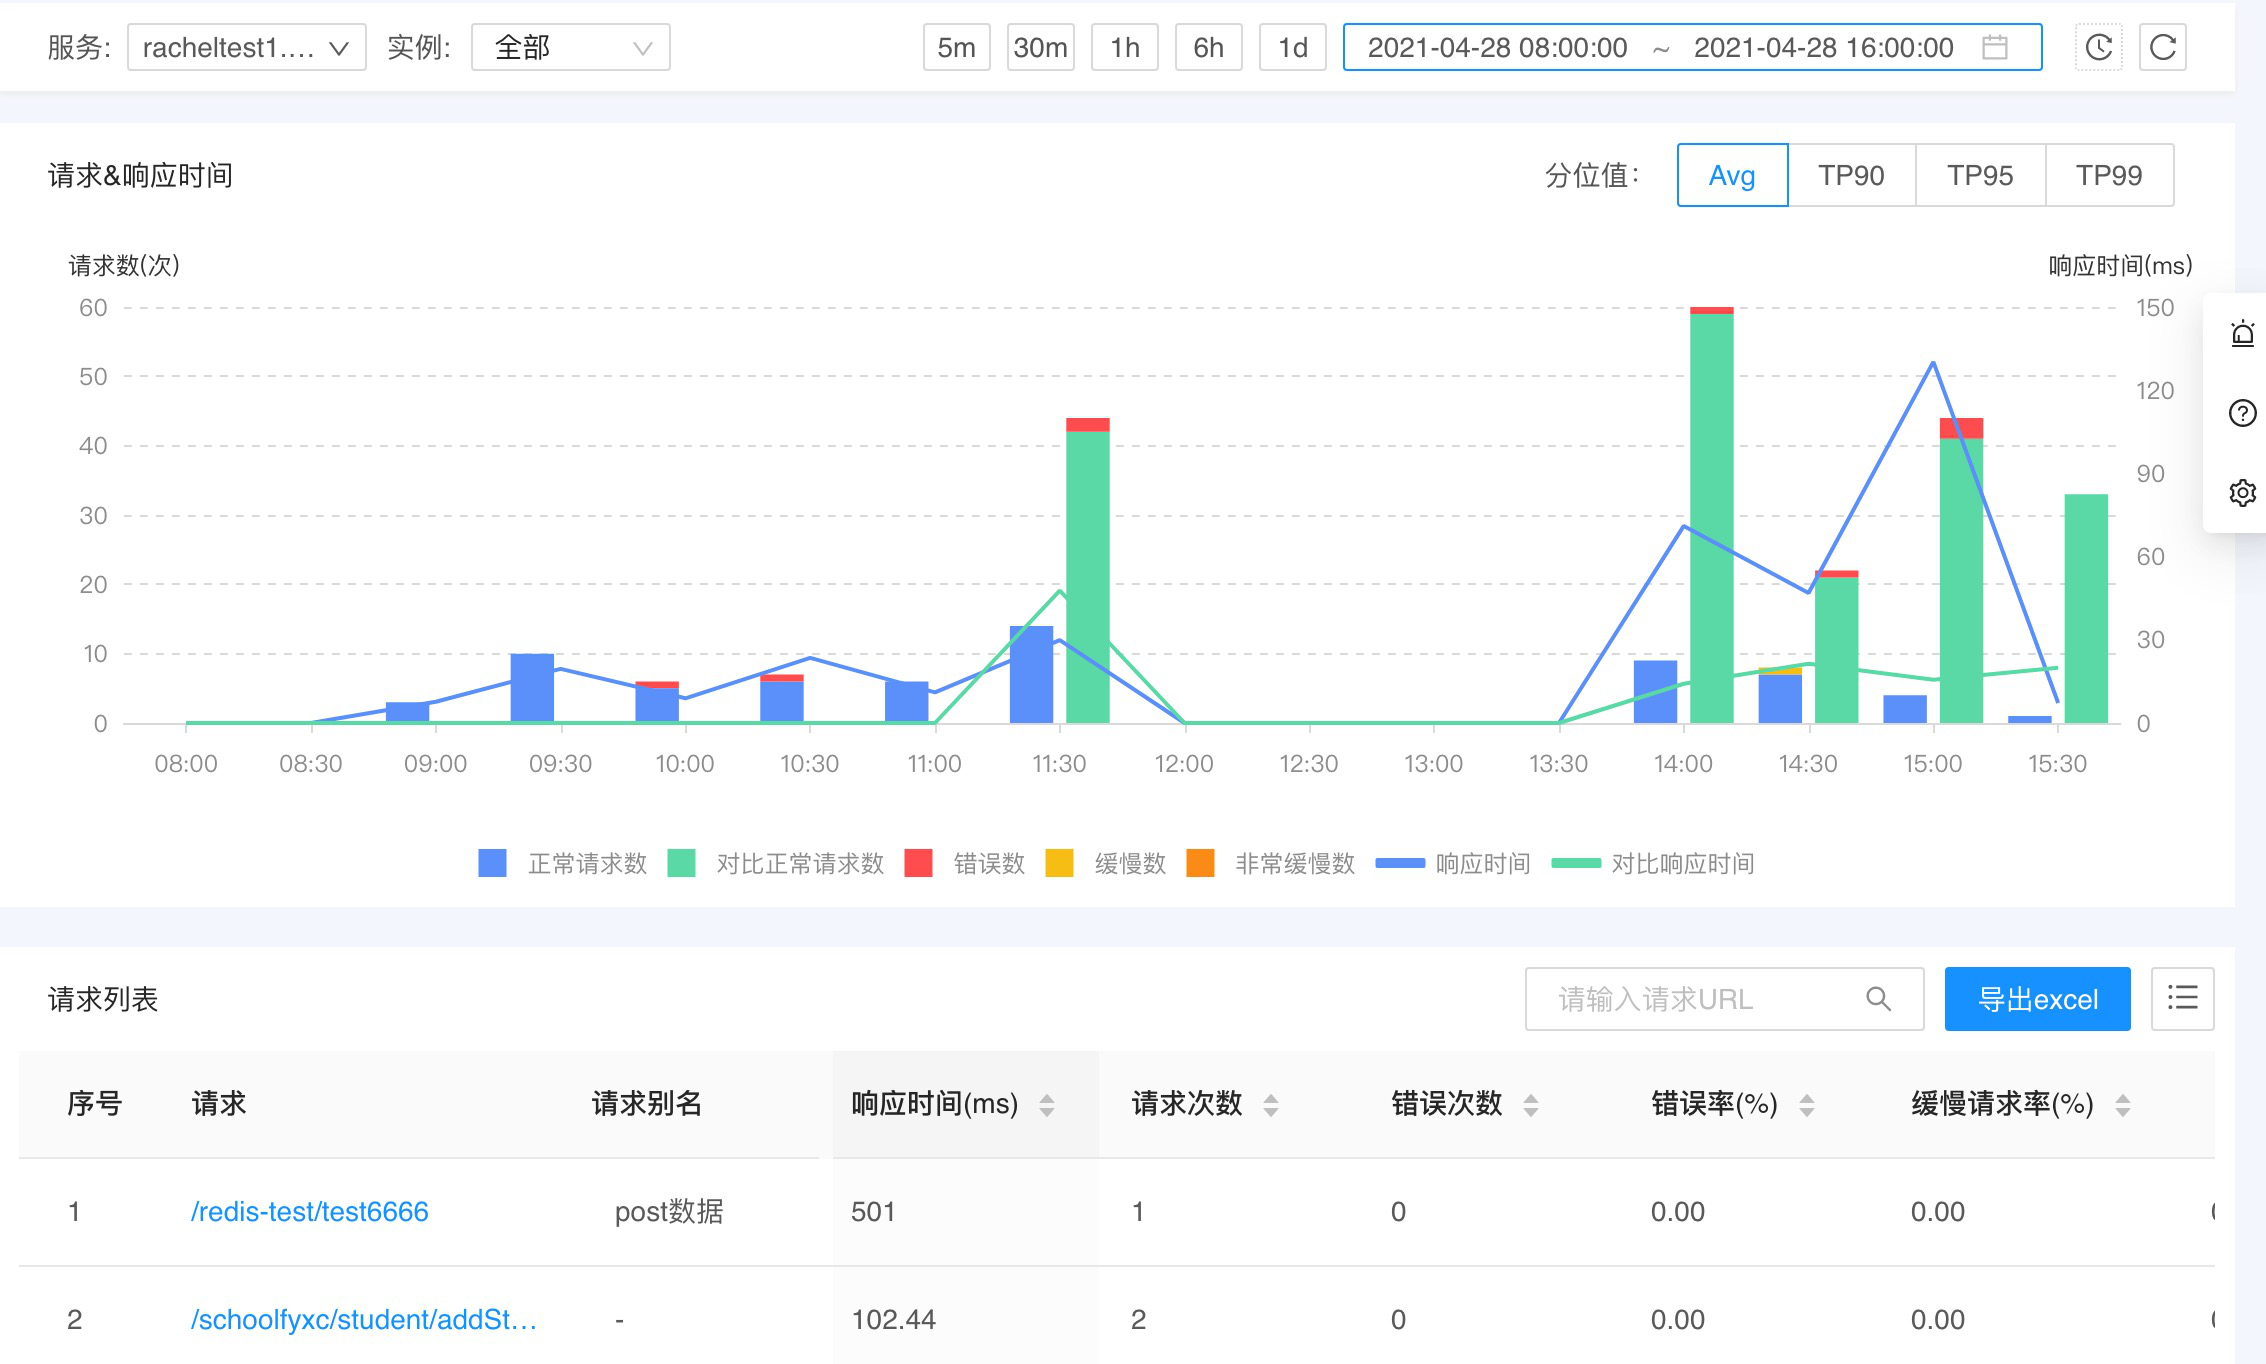 服务: racheltest1.... 实例: 全部 5m 30m 1h 6h 1d 2021-04-28 08:00:00 ~ 2021-04-28 16:00:00
请求&响应时间 分位值: Avg TP90 TP95 TP99
请求数(次) 响应时间(ms)
60 150
50 120
40 90
30 60
20 30
10 0
0
08:00 08:30 09:00 09:30 10:00 10:30 11:00 11:30 12:00 12:30 13:00 13:30 14:00 14:30 15:00 15:30
正常请求数 对比正常请求数 错误数 缓慢数 非常缓慢数 响应时间 对比响应时间
请求列表 请输入请求URL 导出excel
序号 请求 请求别名 响应时间(ms) 请求次数 错误次数 错误率(%) 缓慢请求率(%)
1 /redis-test/test6666 post数据 501 1 0 0.00 0.00
2 /schoolfyxc/student/addSt... - 102.44 2 0 0.00 0.00